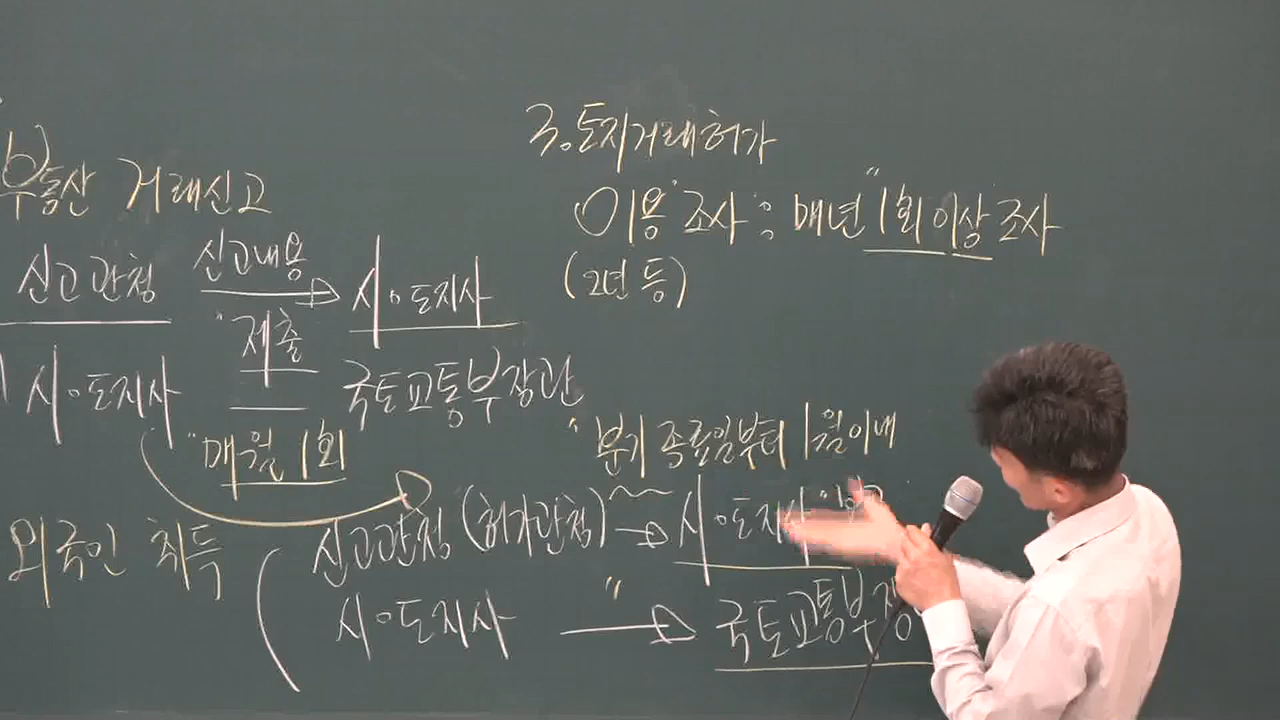 부동산 거래신고
신고관청 신고내용 시·도지사
"제출
시·도지사 국토교통부장관
"매월 1회
외국인 취득
신고관청 (허가관청) 시·도지사
시·도지사 " 국토교통부장
"분기 종료일부터 1월이내
3. 토지거래허가
이용"조사 : 매년 "1회 이상 조사
(2년 등)